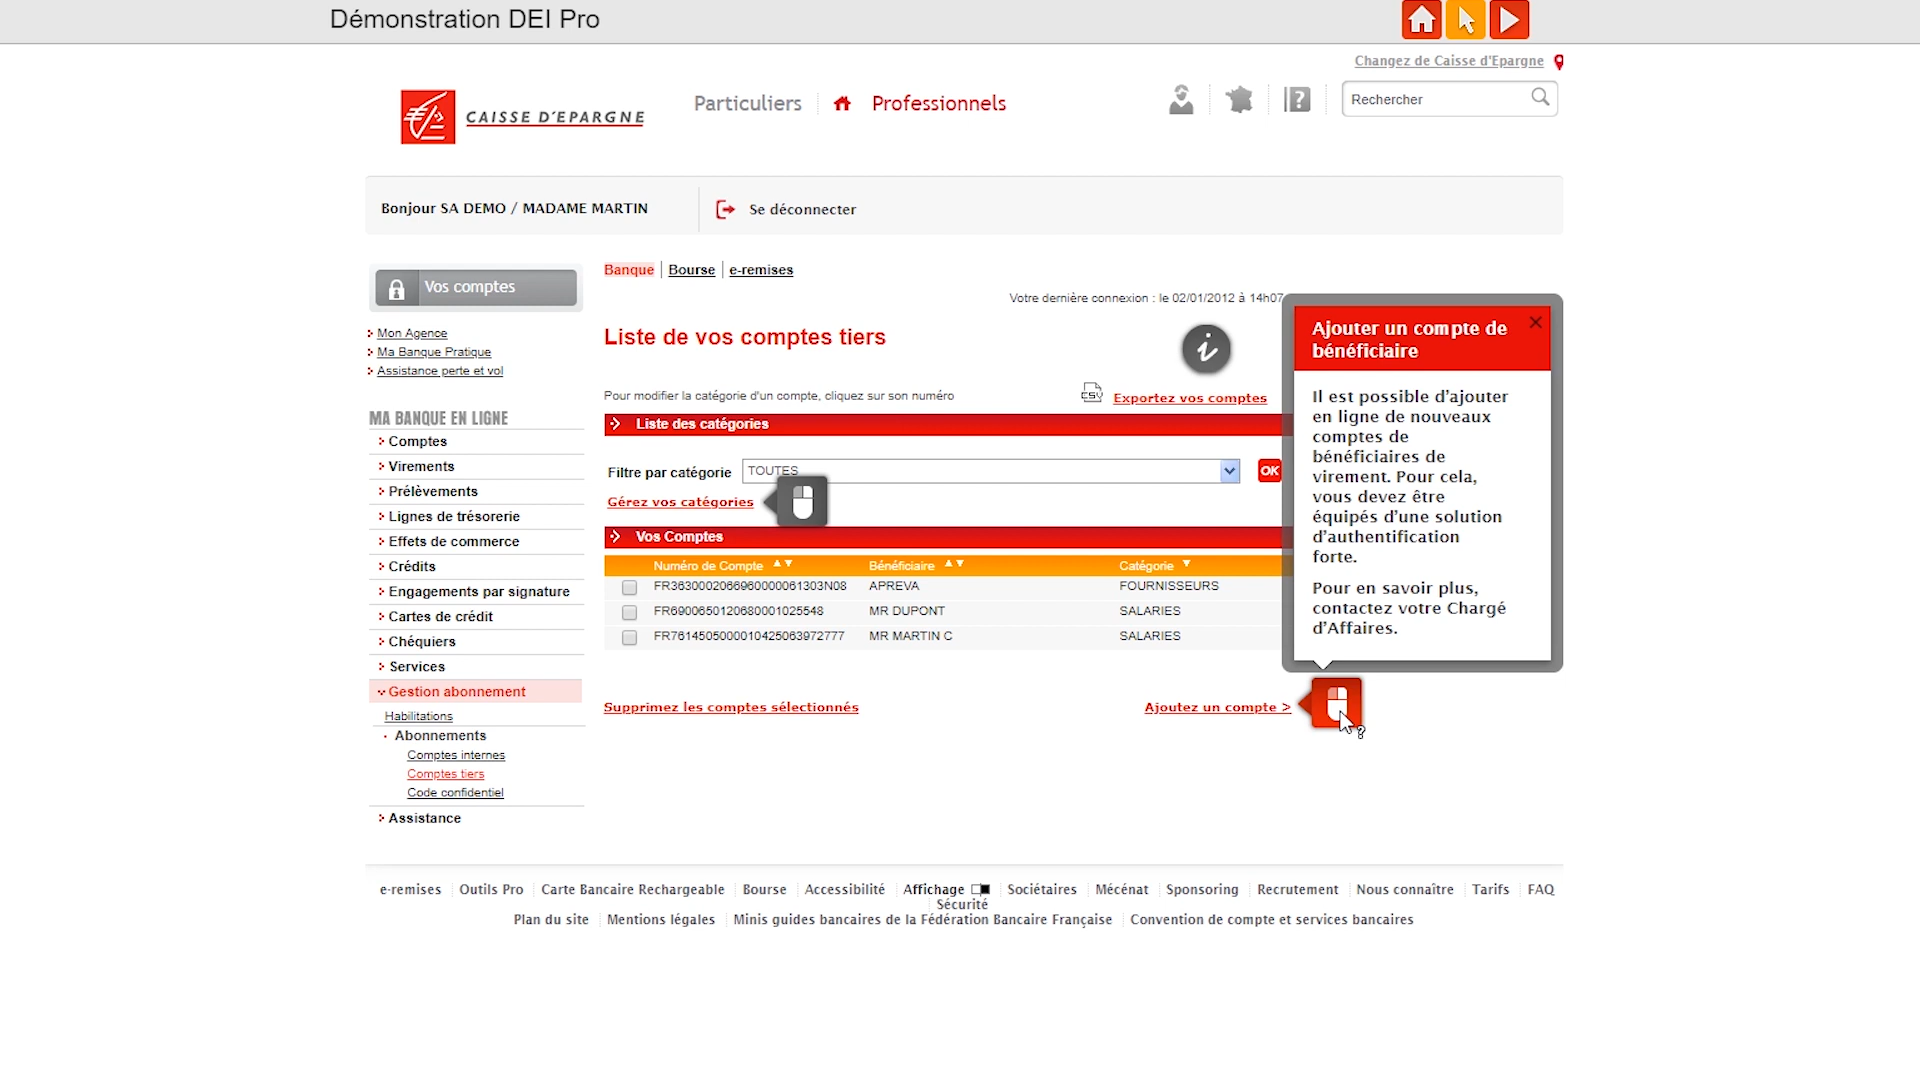 Démonstration DEI Pro
Changez de Caisse d'Epargne
CAISSE D'EPARGNE
Particuliers
Professionnels
Rechercher
Bonjour SA DEMO / MADAME MARTIN
Se déconnecter
Vos comptes
Mon Agence
Ma Banque Pratique
Assistance perte et vol
MA BANQUE EN LIGNE
Comptes
Virements
Prélèvements
Lignes de trésorerie
Effets de commerce
Crédits
Engagements par signature
Cartes de crédit
Chéquiers
Services
Gestion abonnement
Habilitations
Abonnements
Comptes internes
Comptes tiers
Code confidentiel
Assistance
Banque
Bourse
e-remises
Votre dernière connexion : le 02/01/2012 à 14h07
Liste de vos comptes tiers
Pour modifier la catégorie d'un compte, cliquez sur son numéro
CSV
Exportez vos comptes
Liste des catégories
Filtre par catégorie
TOUTES
OK
Gérez vos catégories
Vos Comptes
Numéro de Compte Bénéficiaire Catégorie
FR3630002066960000061303N08 APREVA FOURNISSEURS
FR6900650120680001025548 MR DUPONT SALARIES
FR7614505000010425063972777 MR MARTIN C SALARIES
Supprimez les comptes sélectionnés
Ajoutez un compte >
Ajouter un compte de
bénéficiaire
Il est possible d'ajouter
en ligne de nouveaux
comptes de
bénéficiaires de
virement. Pour cela,
vous devez être
équipés d'une solution
d'authentification
forte.
Pour en savoir plus,
contactez votre Chargé
d'Affaires.
e-remises Outils Pro Carte Bancaire Rechargeable Bourse Accessibilité Affichage Sociétaires Mécénat Sponsoring Recrutement Nous connaître Tarifs FAQ
Sécurité
Plan du site Mentions légales Minis guides bancaires de la Fédération Bancaire Française Convention de compte et services bancaires